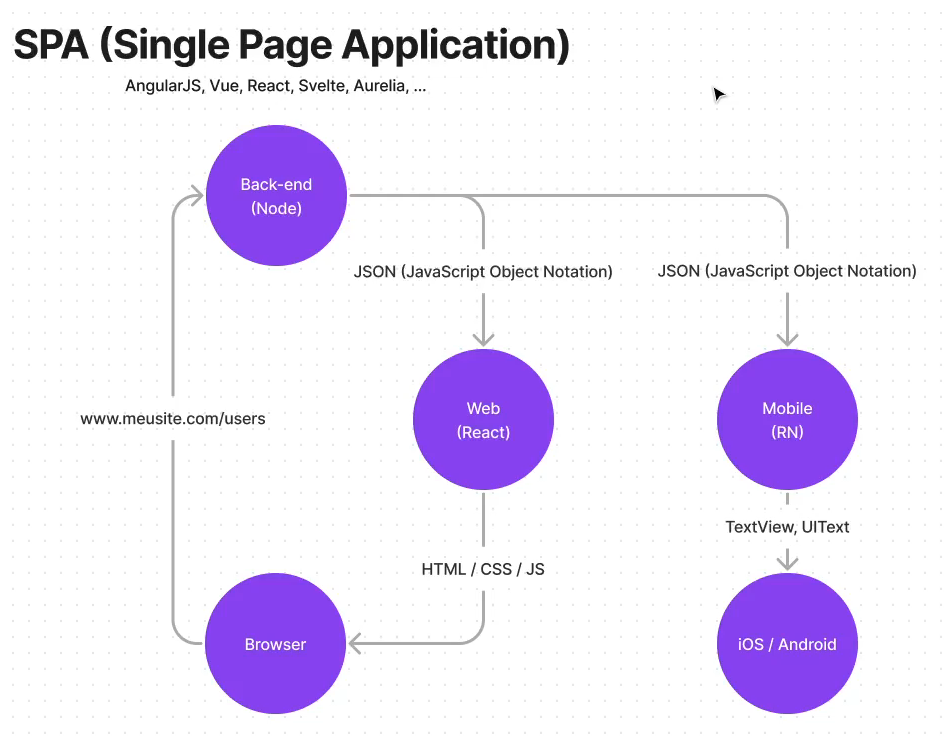 SPA (Single Page Application)
AngularJS, Vue, React, Svelte, Aurelia, ...
Back-end
(Node)
JSON (JavaScript Object Notation)
JSON (JavaScript Object Notation)
www.meusite.com/users
Web
(React)
Mobile
(RN)
TextView, UIText
HTML / CSS / JS
Browser
iOS / Android